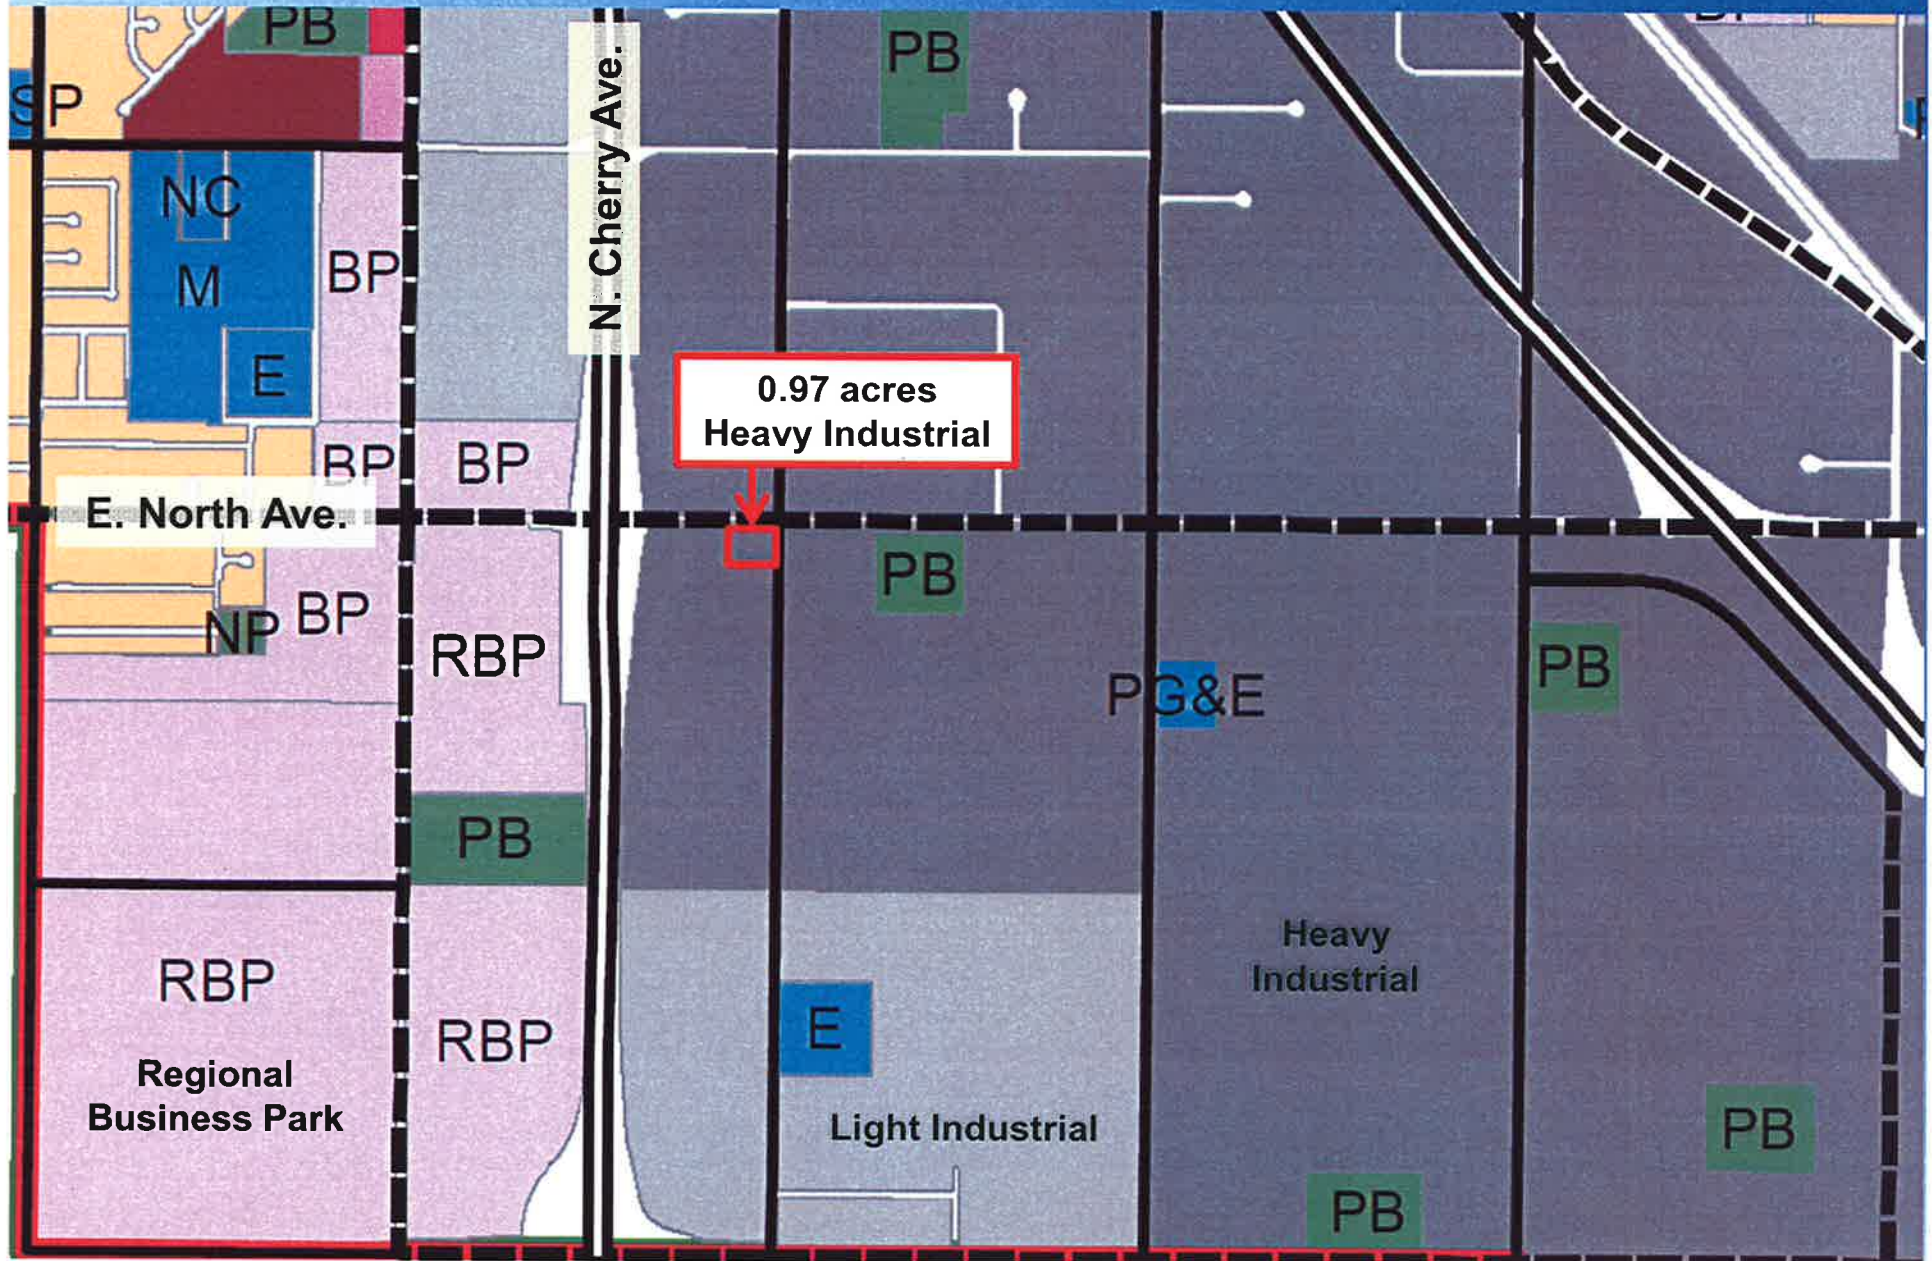 PB
PB
SP
N. Cherry Ave.
NC
M
BP
E
0.97 acres
Heavy Industrial
BP
BP
E. North Ave.
PB
NP
BP
RBP
PB
PG&E
PB
Heavy
Industrial
RBP
RBP
E
Regional
Business Park
Light Industrial
PB
PB